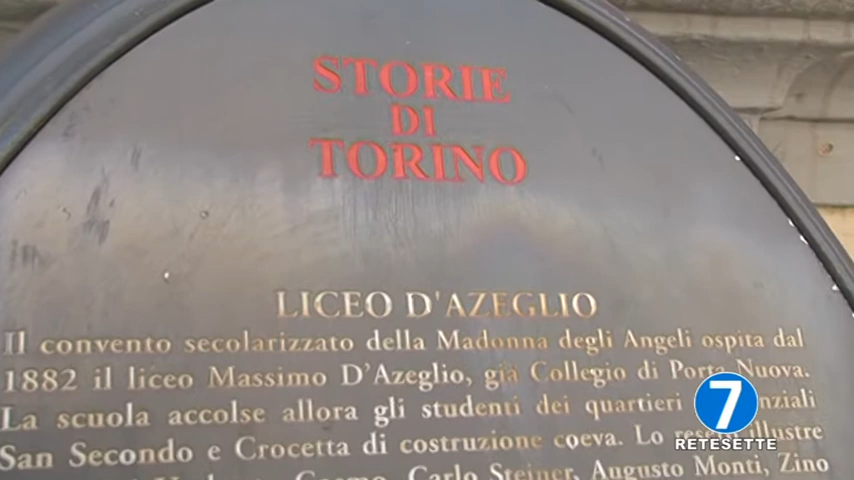 STORIE
DI
TORINO
LICEO D'AZEGLIO
Il convento secolarizzato della Madonna degli Angeli ospita dal
1882 il liceo Massimo D'Azeglio, già Collegio di Porta Nuova.
La scuola accolse allora gli studenti dei quartieri
San Secondo e Crocetta di costruzione coeva. Lo illustre
Cosmo, Carlo Steiner, Augusto Monti, Zino
7
RETESETTE